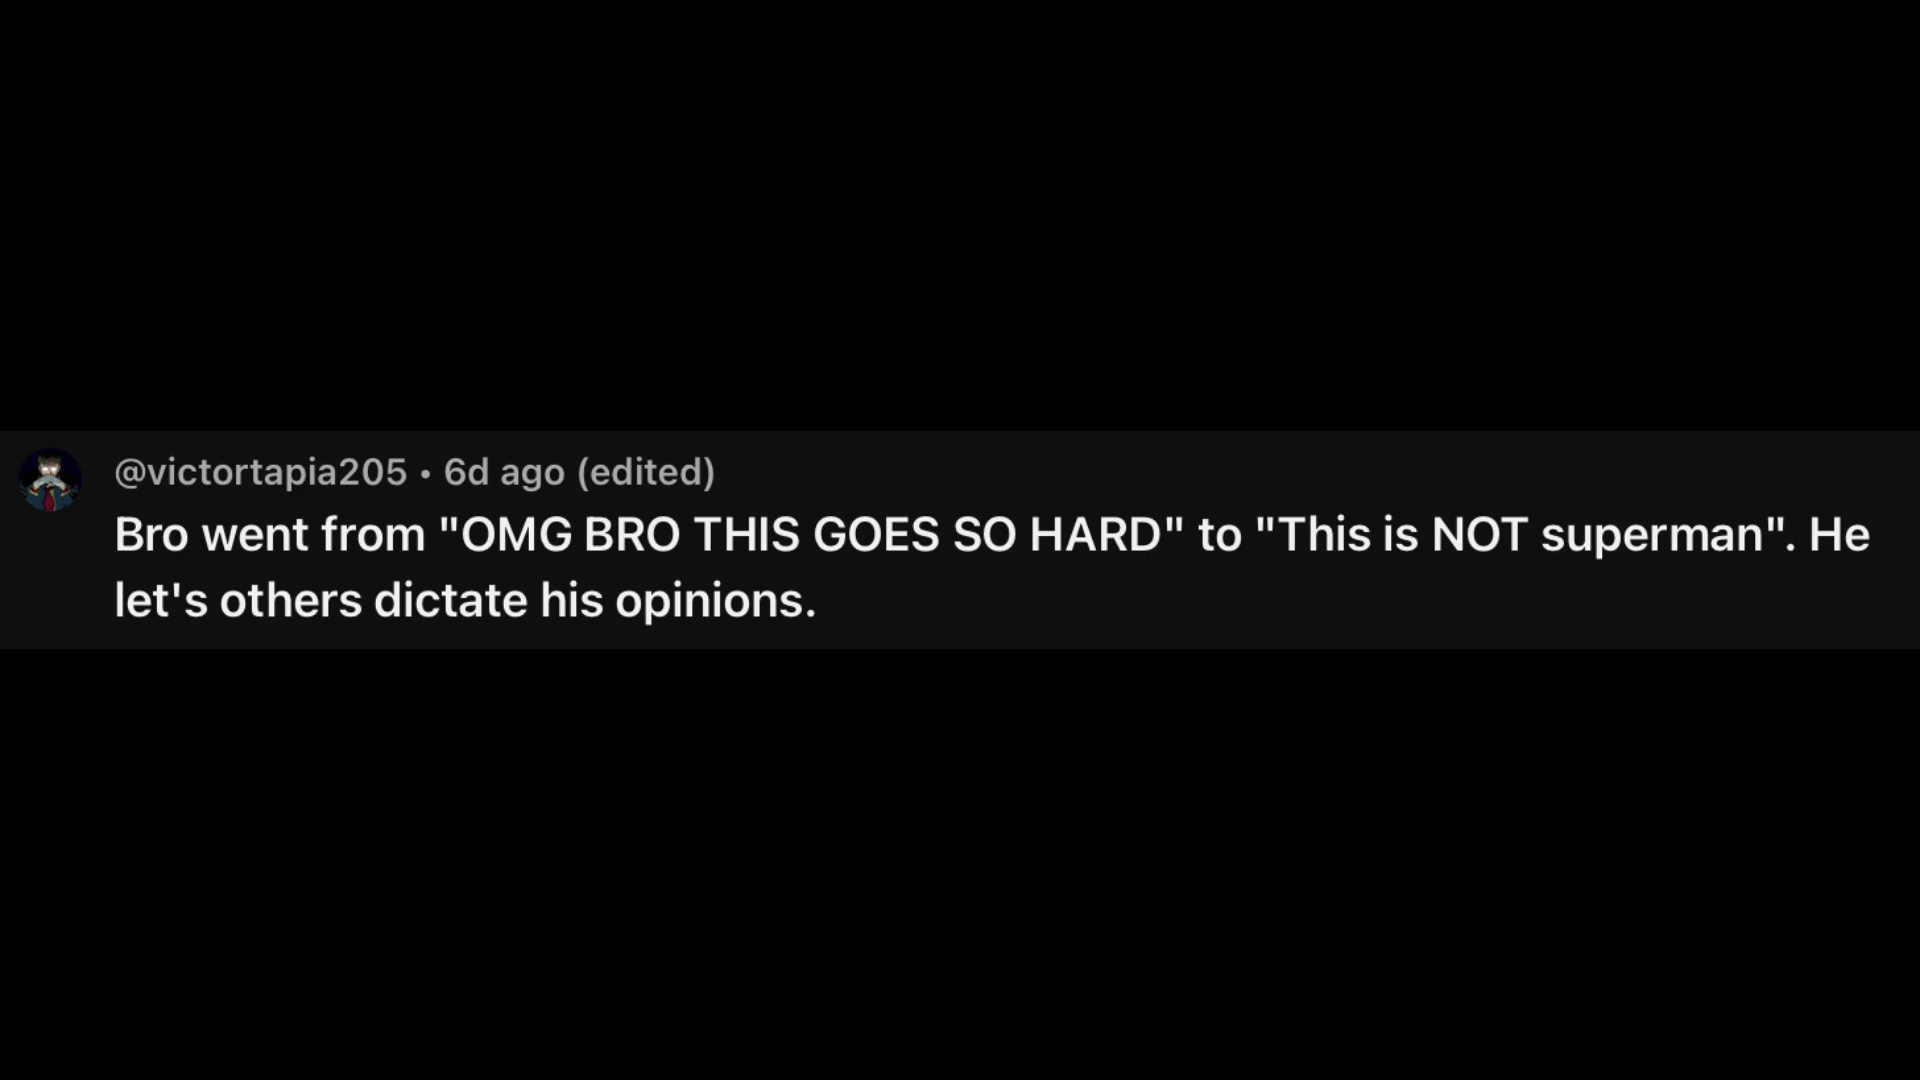 @victortapia205 • 6d ago (edited)
Bro went from "OMG BRO THIS GOES SO HARD" to "This is NOT superman". He
let's others dictate his opinions.